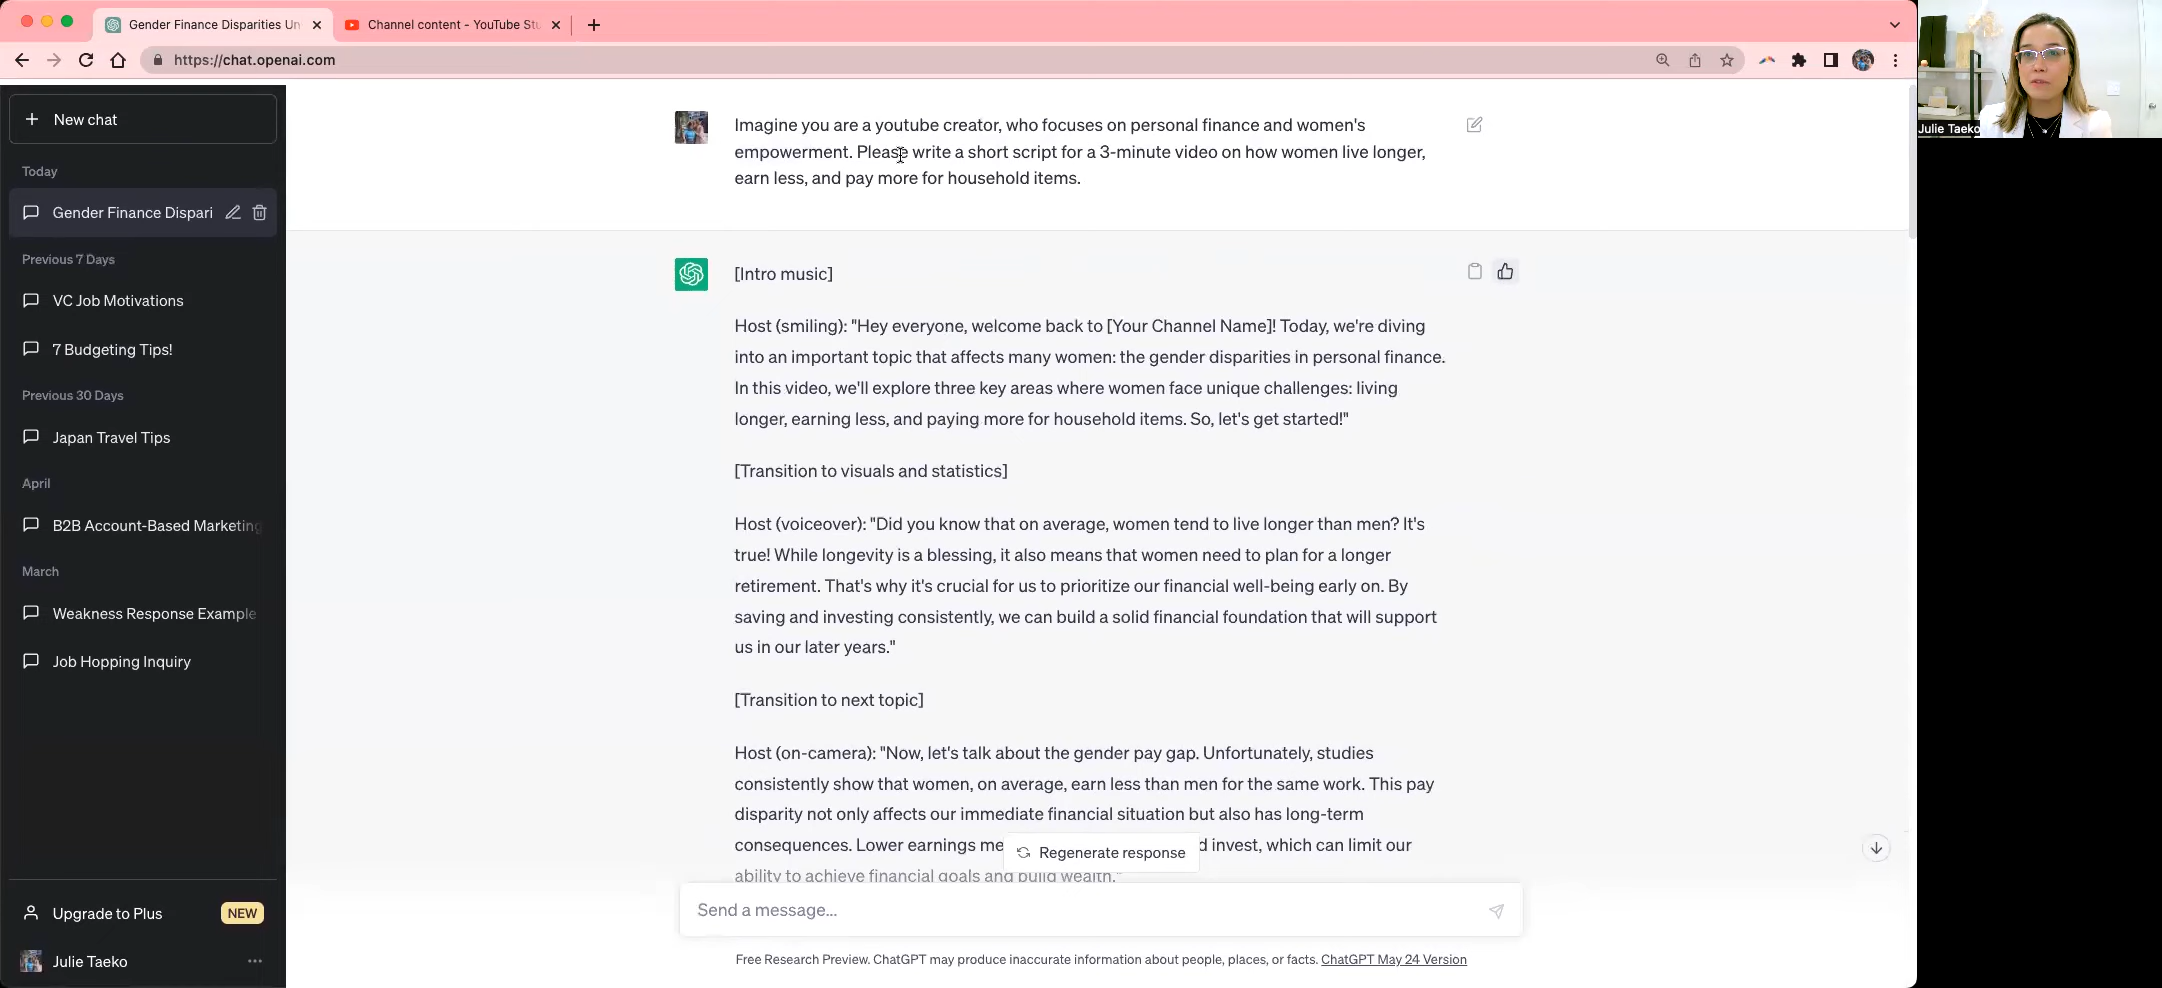 Gender Finance Disparities Un
Channel content - YouTube Stu
https://chat.openai.com
Julie Taeko
New chat
Today
Gender Finance Dispari
Previous 7 Days
VC Job Motivations
7 Budgeting Tips!
Previous 30 Days
Japan Travel Tips
April
B2B Account-Based Marketing
March
Weakness Response Example
Job Hopping Inquiry
Upgrade to Plus NEW
Julie Taeko
Imagine you are a youtube creator, who focuses on personal finance and women's
empowerment. Please write a short script for a 3-minute video on how women live longer,
earn less, and pay more for household items.
[Intro music]
Host (smiling): "Hey everyone, welcome back to [Your Channel Name]! Today, we're diving
into an important topic that affects many women: the gender disparities in personal finance.
In this video, we'll explore three key areas where women face unique challenges: living
longer, earning less, and paying more for household items. So, let's get started!"
[Transition to visuals and statistics]
Host (voiceover): "Did you know that on average, women tend to live longer than men? It's
true! While longevity is a blessing, it also means that women need to plan for a longer
retirement. That's why it's crucial for us to prioritize our financial well-being early on. By
saving and investing consistently, we can build a solid financial foundation that will support
us in our later years."
[Transition to next topic]
Host (on-camera): "Now, let's talk about the gender pay gap. Unfortunately, studies
consistently show that women, on average, earn less than men for the same work. This pay
disparity not only affects our immediate financial situation but also has long-term
consequences. Lower earnings me d invest, which can limit our
Regenerate response
ability to achieve financial goals and build wealth."
Send a message...
Free Research Preview. ChatGPT may produce inaccurate information about people, places, or facts. ChatGPT May 24 Version